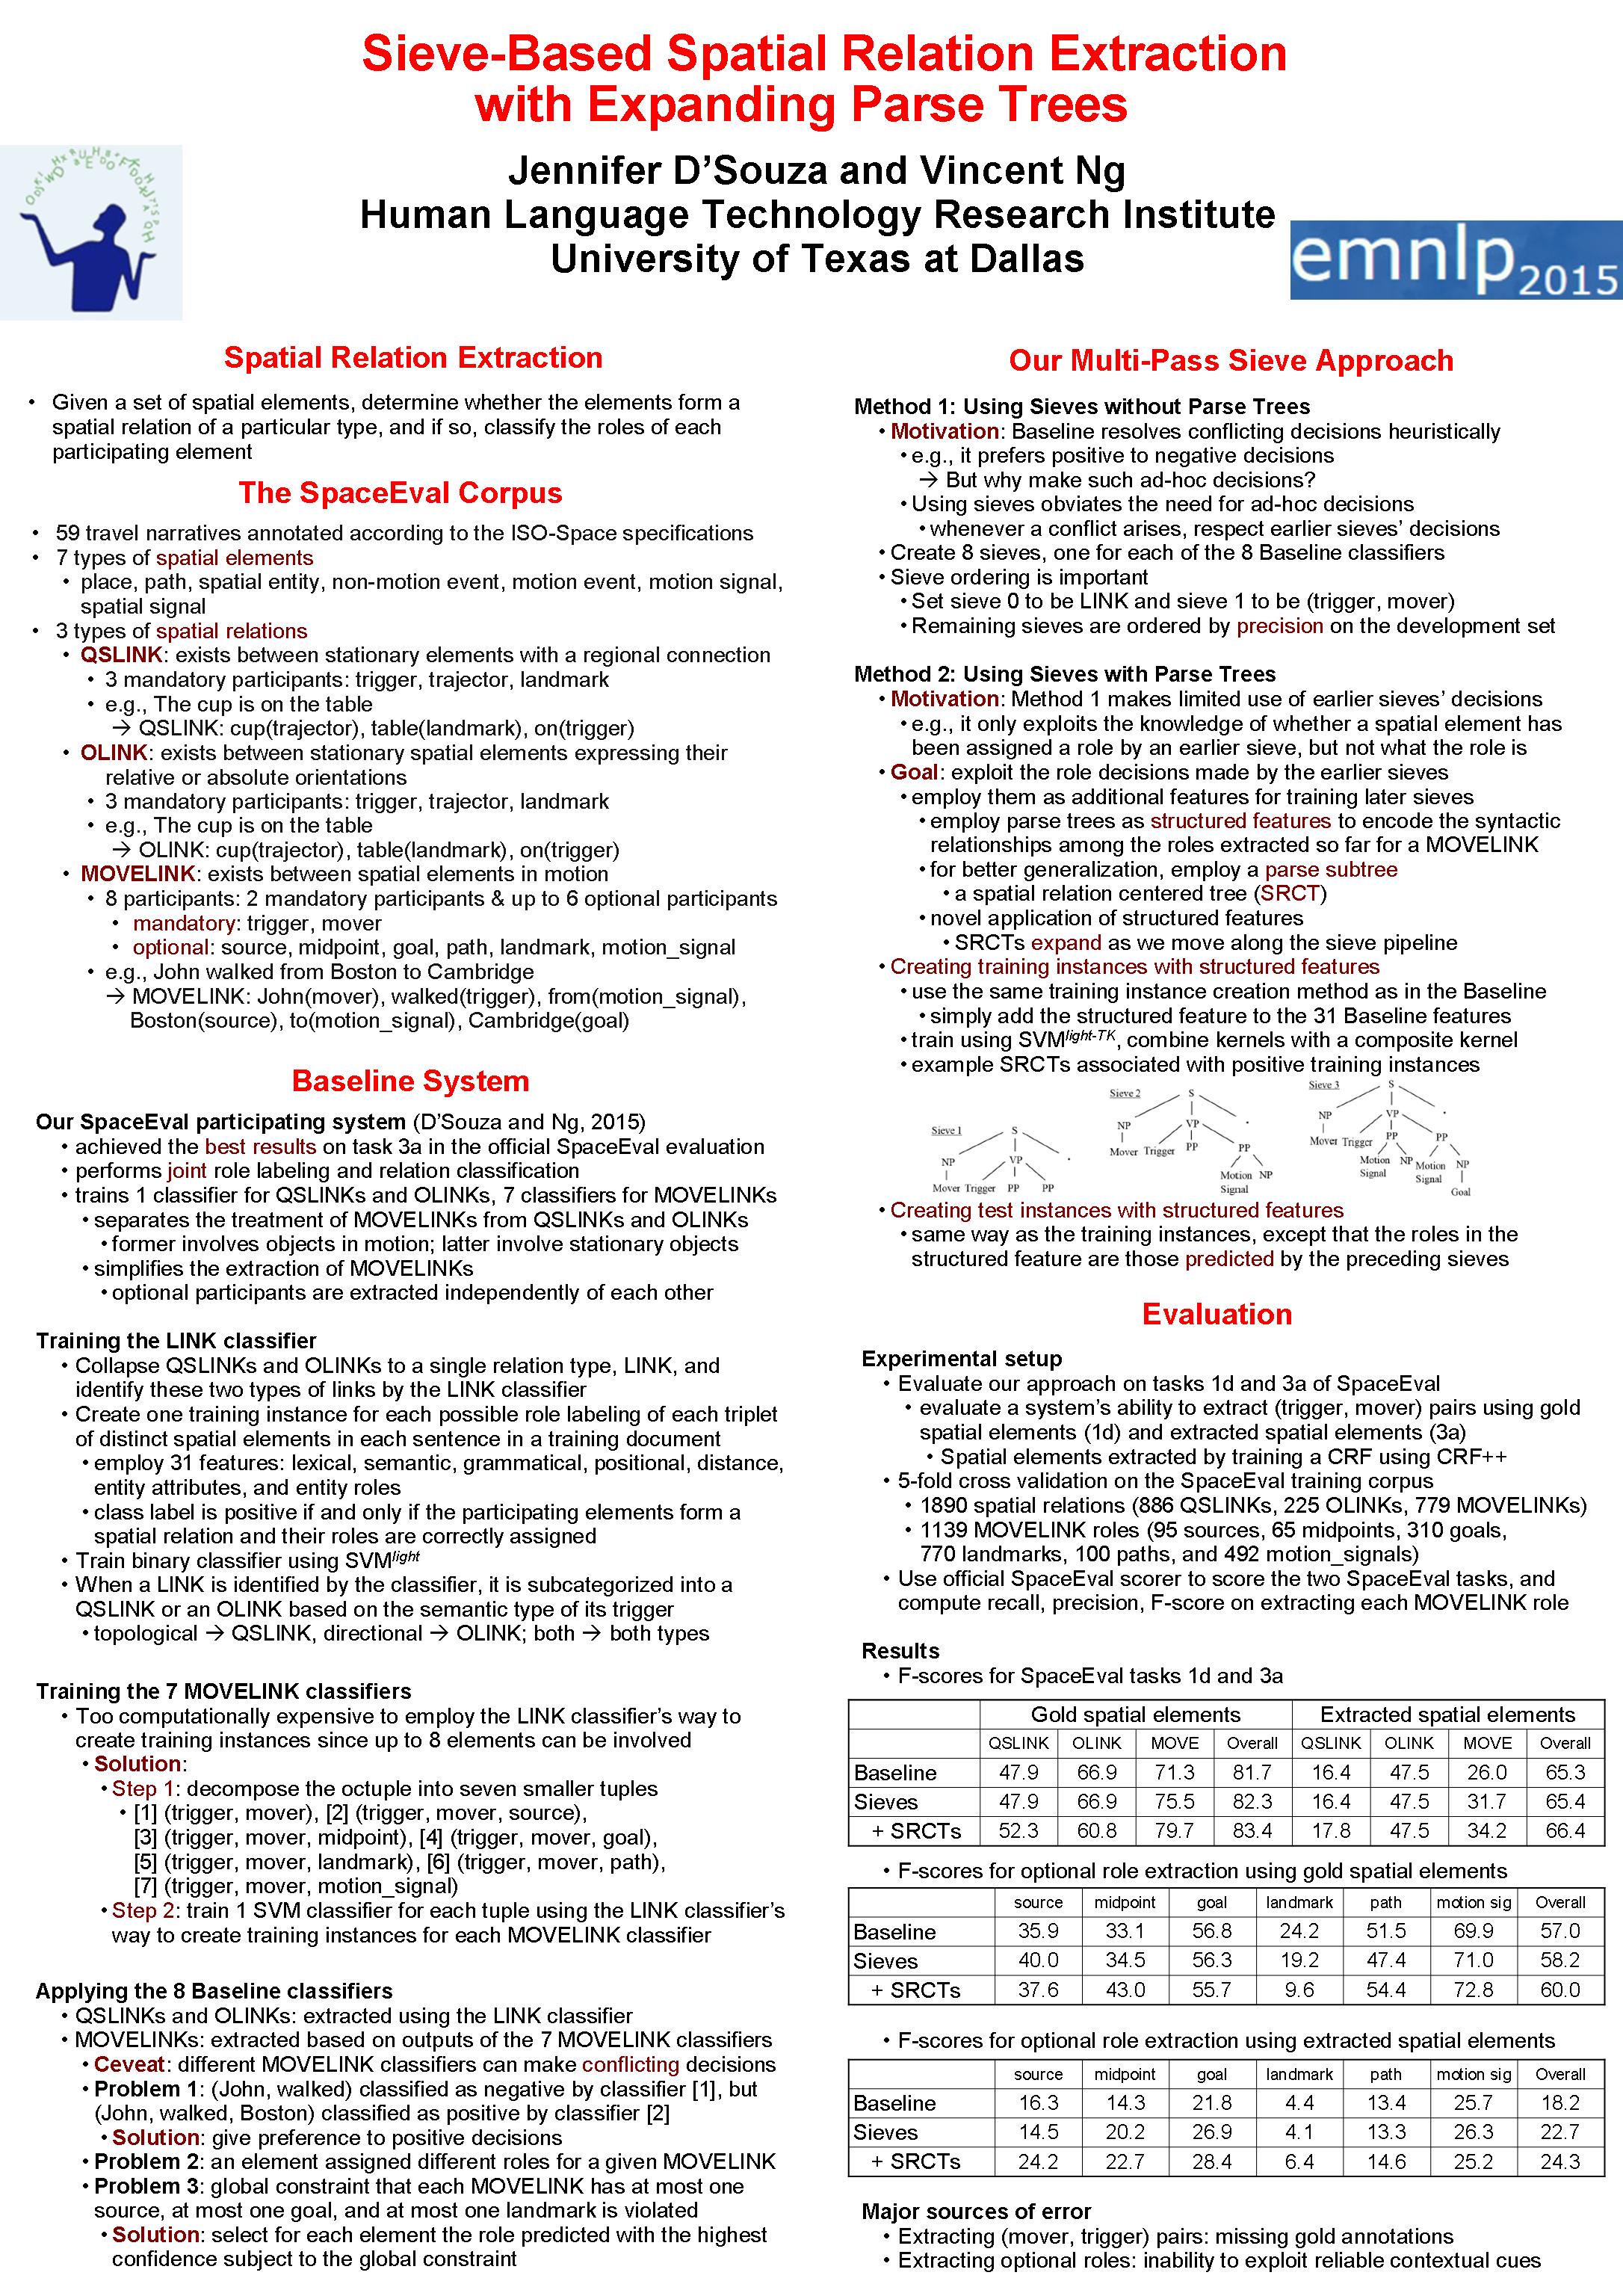 Sieve-Based Spatial Relation Extraction
with Expanding Parse Trees
Jennifer D’Souza and Vincent Ng
Human Language Technology Research Institute
University of Texas at Dallas
emnlp2015
Spatial Relation Extraction
• Given a set of spatial elements, determine whether the elements form a
spatial relation of a particular type, and if so, classify the roles of each
participating element
The SpaceEval Corpus
• 59 travel narratives annotated according to the ISO-Space specifications
• 7 types of spatial elements
• place, path, spatial entity, non-motion event, motion event, motion signal,
spatial signal
• 3 types of spatial relations
• QSLINK: exists between stationary elements with a regional connection
• 3 mandatory participants: trigger, trajector, landmark
• e.g., The cup is on the table
→ QSLINK: cup(trajector), table(landmark), on(trigger)
• OLINK: exists between stationary spatial elements expressing their
relative or absolute orientations
• 3 mandatory participants: trigger, trajector, landmark
• e.g., The cup is on the table
→ OLINK: cup(trajector), table(landmark), on(trigger)
• MOVELINK: exists between spatial elements in motion
• 8 participants: 2 mandatory participants & up to 6 optional participants
• mandatory: trigger, mover
• optional: source, midpoint, goal, path, landmark, motion_signal
• e.g., John walked from Boston to Cambridge
→ MOVELINK: John(mover), walked(trigger), from(motion_signal),
Boston(source), to(motion_signal), Cambridge(goal)
Baseline System
Our SpaceEval participating system (D’Souza and Ng, 2015)
• achieved the best results on task 3a in the official SpaceEval evaluation
• performs joint role labeling and relation classification
• trains 1 classifier for QSLINKs and OLINKs, 7 classifiers for MOVELINKs
• separates the treatment of MOVELINKs from QSLINKs and OLINKs
• former involves objects in motion; latter involve stationary objects
• simplifies the extraction of MOVELINKs
• optional participants are extracted independently of each other
Training the LINK classifier
• Collapse QSLINKs and OLINKs to a single relation type, LINK, and
identify these two types of links by the LINK classifier
• Create one training instance for each possible role labeling of each triplet
of distinct spatial elements in each sentence in a training document
• employ 31 features: lexical, semantic, grammatical, positional, distance,
entity attributes, and entity roles
• class label is positive if and only if the participating elements form a
spatial relation and their roles are correctly assigned
• Train binary classifier using SVMlight
• When a LINK is identified by the classifier, it is subcategorized into a
QSLINK or an OLINK based on the semantic type of its trigger
• topological → QSLINK, directional → OLINK; both → both types
Training the 7 MOVELINK classifiers
• Too computationally expensive to employ the LINK classifier’s way to
create training instances since up to 8 elements can be involved
• Solution:
• Step 1: decompose the octuple into seven smaller tuples
• [1] (trigger, mover), [2] (trigger, mover, source),
[3] (trigger, mover, midpoint), [4] (trigger, mover, goal),
[5] (trigger, mover, landmark), [6] (trigger, mover, path),
[7] (trigger, mover, motion_signal)
• Step 2: train 1 SVM classifier for each tuple using the LINK classifier’s
way to create training instances for each MOVELINK classifier
Applying the 8 Baseline classifiers
• QSLINKs and OLINKs: extracted using the LINK classifier
• MOVELINKs: extracted based on outputs of the 7 MOVELINK classifiers
• Ceveat: different MOVELINK classifiers can make conflicting decisions
• Problem 1: (John, walked) classified as negative by classifier [1], but
(John, walked, Boston) classified as positive by classifier [2]
• Solution: give preference to positive decisions
• Problem 2: an element assigned different roles for a given MOVELINK
• Problem 3: global constraint that each MOVELINK has at most one
source, at most one goal, and at most one landmark is violated
• Solution: select for each element the role predicted with the highest
confidence subject to the global constraint
Our Multi-Pass Sieve Approach
Method 1: Using Sieves without Parse Trees
• Motivation: Baseline resolves conflicting decisions heuristically
• e.g., it prefers positive to negative decisions
→ But why make such ad-hoc decisions?
• Using sieves obviates the need for ad-hoc decisions
• whenever a conflict arises, respect earlier sieves’ decisions
• Create 8 sieves, one for each of the 8 Baseline classifiers
• Sieve ordering is important
• Set sieve 0 to be LINK and sieve 1 to be (trigger, mover)
• Remaining sieves are ordered by precision on the development set
Method 2: Using Sieves with Parse Trees
• Motivation: Method 1 makes limited use of earlier sieves’ decisions
• e.g., it only exploits the knowledge of whether a spatial element has
been assigned a role by an earlier sieve, but not what the role is
• Goal: exploit the role decisions made by the earlier sieves
• employ them as additional features for training later sieves
• employ parse trees as structured features to encode the syntactic
relationships among the roles extracted so far for a MOVELINK
• for better generalization, employ a parse subtree
• a spatial relation centered tree (SRCT)
• novel application of structured features
• SRCTs expand as we move along the sieve pipeline
• Creating training instances with structured features
• use the same training instance creation method as in the Baseline
• simply add the structured feature to the 31 Baseline features
• train using SVMlight-TK, combine kernels with a composite kernel
• example SRCTs associated with positive training instances
Sieve 1 S
NP VP .
Mover Trigger PP PP
Sieve 2 S
NP VP .
Mover Trigger PP PP
Motion NP
Signal
Sieve 3 S
NP VP .
Mover Trigger PP PP
Motion NP Motion NP
Signal Signal
Goal
• Creating test instances with structured features
• same way as the training instances, except that the roles in the
structured feature are those predicted by the preceding sieves
Evaluation
Experimental setup
• Evaluate our approach on tasks 1d and 3a of SpaceEval
• evaluate a system’s ability to extract (trigger, mover) pairs using gold
spatial elements (1d) and extracted spatial elements (3a)
• Spatial elements extracted by training a CRF using CRF++
• 5-fold cross validation on the SpaceEval training corpus
• 1890 spatial relations (886 QSLINKs, 225 OLINKs, 779 MOVELINKs)
• 1139 MOVELINK roles (95 sources, 65 midpoints, 310 goals,
770 landmarks, 100 paths, and 492 motion_signals)
• Use official SpaceEval scorer to score the two SpaceEval tasks, and
compute recall, precision, F-score on extracting each MOVELINK role
Results
• F-scores for SpaceEval tasks 1d and 3a
Gold spatial elements Extracted spatial elements
QSLINK OLINK MOVE Overall QSLINK OLINK MOVE Overall
Baseline 47.9 66.9 71.3 81.7 16.4 47.5 26.0 65.3
Sieves 47.9 66.9 75.5 82.3 16.4 47.5 31.7 65.4
+ SRCTs 52.3 60.8 79.7 83.4 17.8 47.5 34.2 66.4
• F-scores for optional role extraction using gold spatial elements
source midpoint goal landmark path motion sig Overall
Baseline 35.9 33.1 56.8 24.2 51.5 69.9 57.0
Sieves 40.0 34.5 56.3 19.2 47.4 71.0 58.2
+ SRCTs 37.6 43.0 55.7 9.6 54.4 72.8 60.0
• F-scores for optional role extraction using extracted spatial elements
source midpoint goal landmark path motion sig Overall
Baseline 16.3 14.3 21.8 4.4 13.4 25.7 18.2
Sieves 14.5 20.2 26.9 4.1 13.3 26.3 22.7
+ SRCTs 24.2 22.7 28.4 6.4 14.6 25.2 24.3
Major sources of error
• Extracting (mover, trigger) pairs: missing gold annotations
• Extracting optional roles: inability to exploit reliable contextual cues